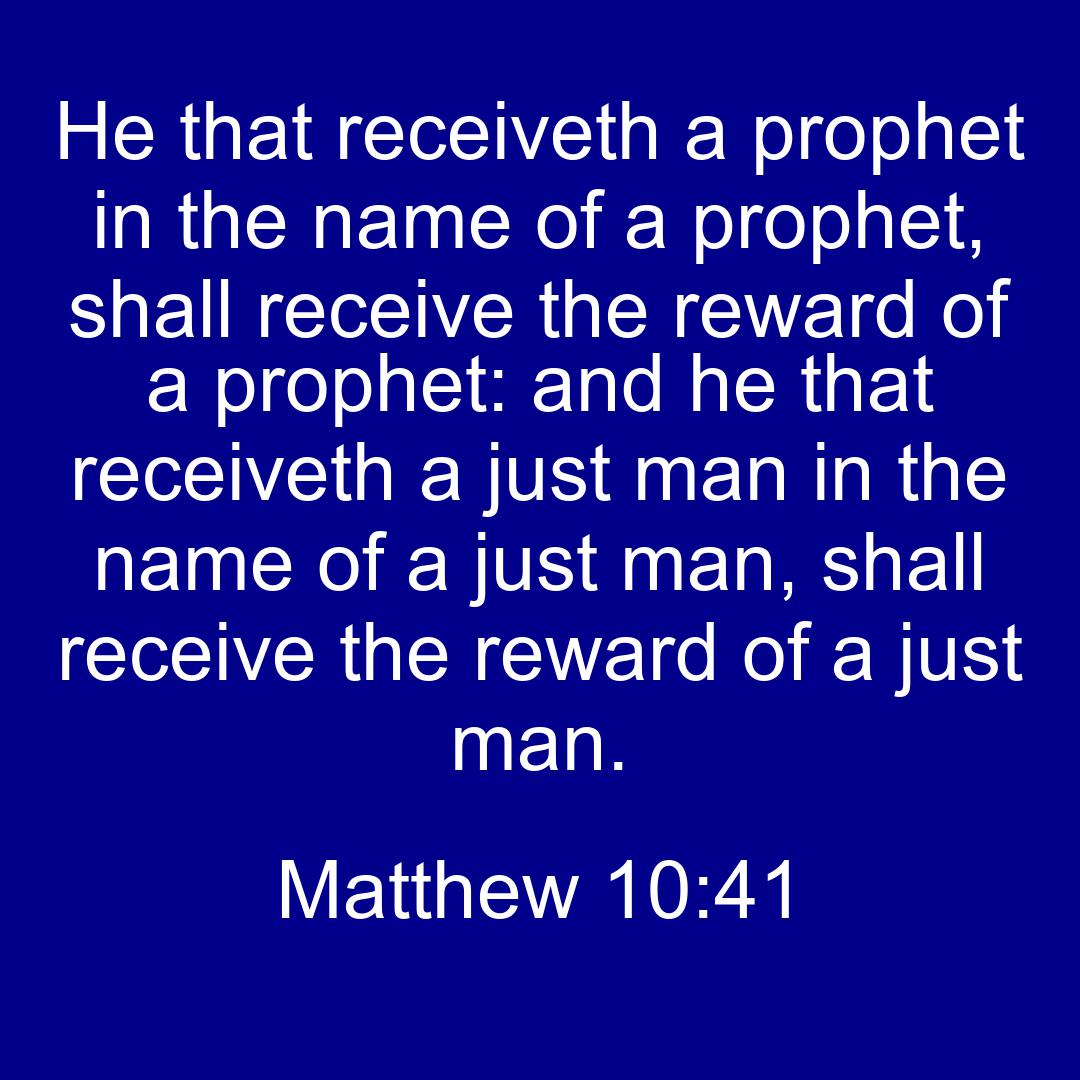 He that receiveth a prophet
in the name of a prophet,
shall receive the reward of
a prophet: and he that
receiveth a just man in the
name of a just man, shall
receive the reward of a just
man.
Matthew 10:41